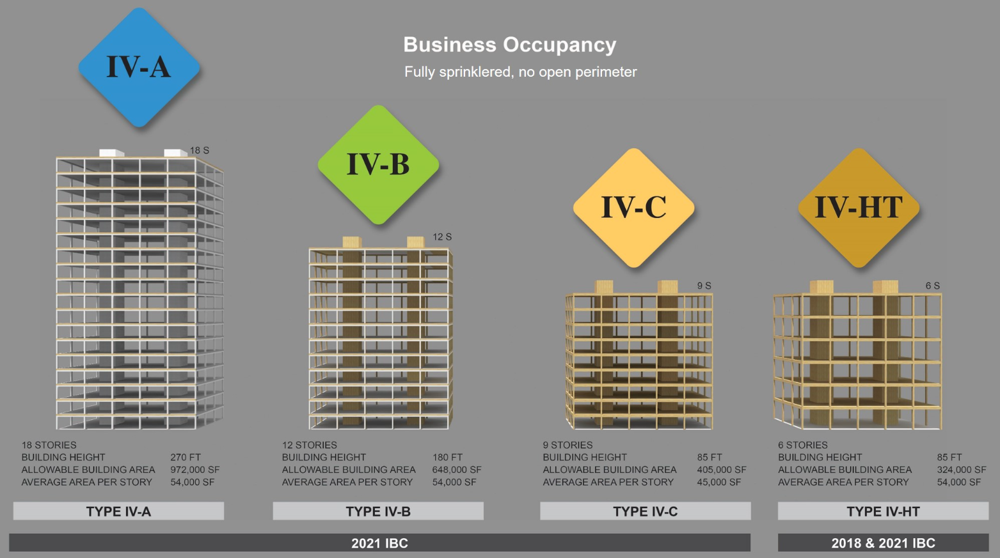 IV-A
Business Occupancy
Fully sprinklered, no open perimeter
IV-B
IV-C
IV-HT
18 S
12 S
9 S
6 S
18 STORIES
BUILDING HEIGHT 270 FT
ALLOWABLE BUILDING AREA 972,000 SF
AVERAGE AREA PER STORY 54,000 SF
TYPE IV-A
12 STORIES
BUILDING HEIGHT 180 FT
ALLOWABLE BUILDING AREA 648,000 SF
AVERAGE AREA PER STORY 54,000 SF
TYPE IV-B
9 STORIES
BUILDING HEIGHT 85 FT
ALLOWABLE BUILDING AREA 405,000 SF
AVERAGE AREA PER STORY 45,000 SF
TYPE IV-C
6 STORIES
BUILDING HEIGHT 85 FT
ALLOWABLE BUILDING AREA 324,000 SF
AVERAGE AREA PER STORY 54,000 SF
TYPE IV-HT
2021 IBC
2018 & 2021 IBC